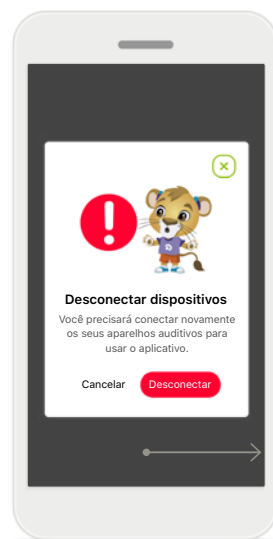 Desconectar dispositivos
Você precisará conectar novamente
os seus aparelhos auditivos para
usar o aplicativo.
Cancelar Desconectar